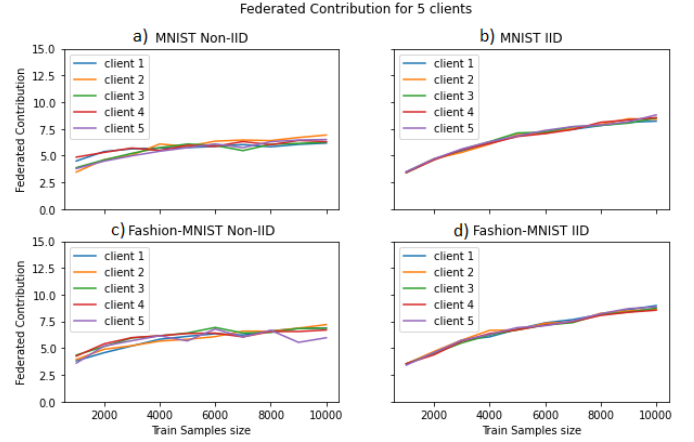 Federated Contribution for 5 clients
a) MNIST Non-IID
b) MNIST IID
Federated Contribution
15.0
12.5
10.0
7.5
5.0
2.5
0.0
client 1
client 2
client 3
client 4
client 5
client 1
client 2
client 3
client 4
client 5
c) Fashion-MNIST Non-IID
d) Fashion-MNIST IID
Federated Contribution
15.0
12.5
10.0
7.5
5.0
2.5
0.0
client 1
client 2
client 3
client 4
client 5
client 1
client 2
client 3
client 4
client 5
2000 4000 6000 8000 10000
2000 4000 6000 8000 10000
Train Samples size
Train Samples size